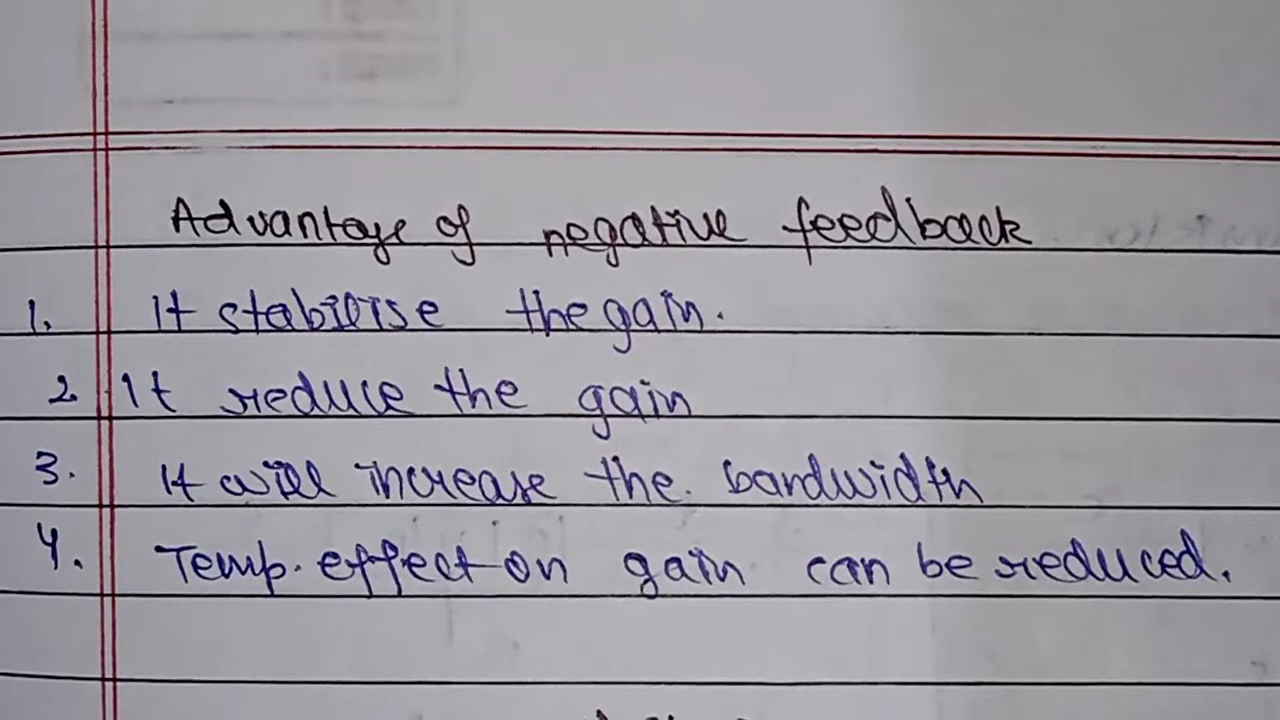 Advantage of negative feedback
1. It stabilise the gain.
2 It reduce the gain
3. It will increase the bandwidth
4. Temp. effect on gain can be reduced.